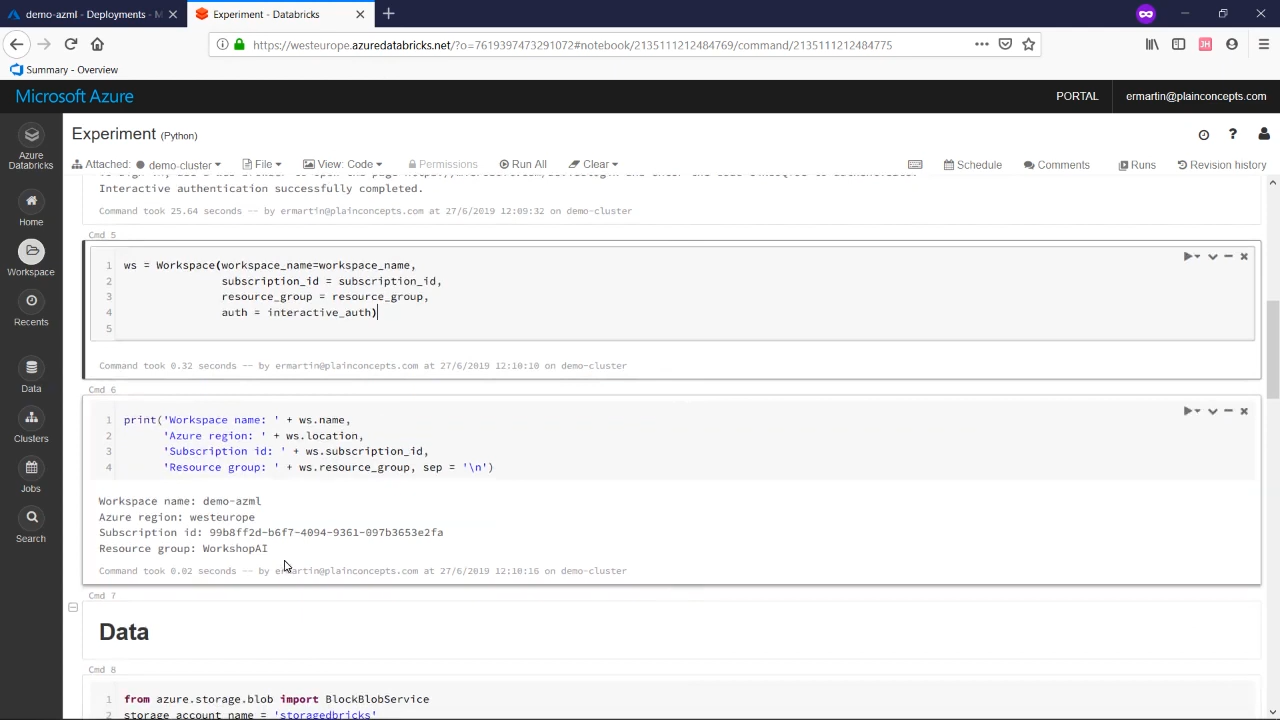 demo-azml - Deployments - M
Experiment - Databricks
https://westeurope.azuredatabricks.net/?o=7619397473291072#notebook/2135111212484769/command/2135111212484775
Summary - Overview
Microsoft Azure
PORTAL
ermartin@plainconcepts.com
Azure Databricks
Home
Workspace
Recents
Data
Clusters
Jobs
Search
Experiment (Python)
Attached: demo-cluster
File
View: Code
Permissions
Run All
Clear
Schedule
Comments
Runs
Revision history
Interactive authentication successfully completed.
Command took 25.64 seconds -- by ermartin@plainconcepts.com at 27/6/2019 12:09:32 on demo-cluster
Cmd 5
1 ws = Workspace(workspace_name=workspace_name,
2 subscription_id = subscription_id,
3 resource_group = resource_group,
4 auth = interactive_auth)
5
Command took 0.32 seconds -- by ermartin@plainconcepts.com at 27/6/2019 12:10:10 on demo-cluster
Cmd 6
1 print('Workspace name: ' + ws.name,
2 'Azure region: ' + ws.location,
3 'Subscription id: ' + ws.subscription_id,
4 'Resource group: ' + ws.resource_group, sep = '\n')
Workspace name: demo-azml
Azure region: westeurope
Subscription id: 99b8ff2d-b6f7-4094-9361-097b3653e2fa
Resource group: WorkshopAI
Command took 0.02 seconds -- by ermartin@plainconcepts.com at 27/6/2019 12:10:16 on demo-cluster
Cmd 7
Data
Cmd 8
1 from azure.storage.blob import BlockBlobService
2 storage_account_name = 'storagedbricks'